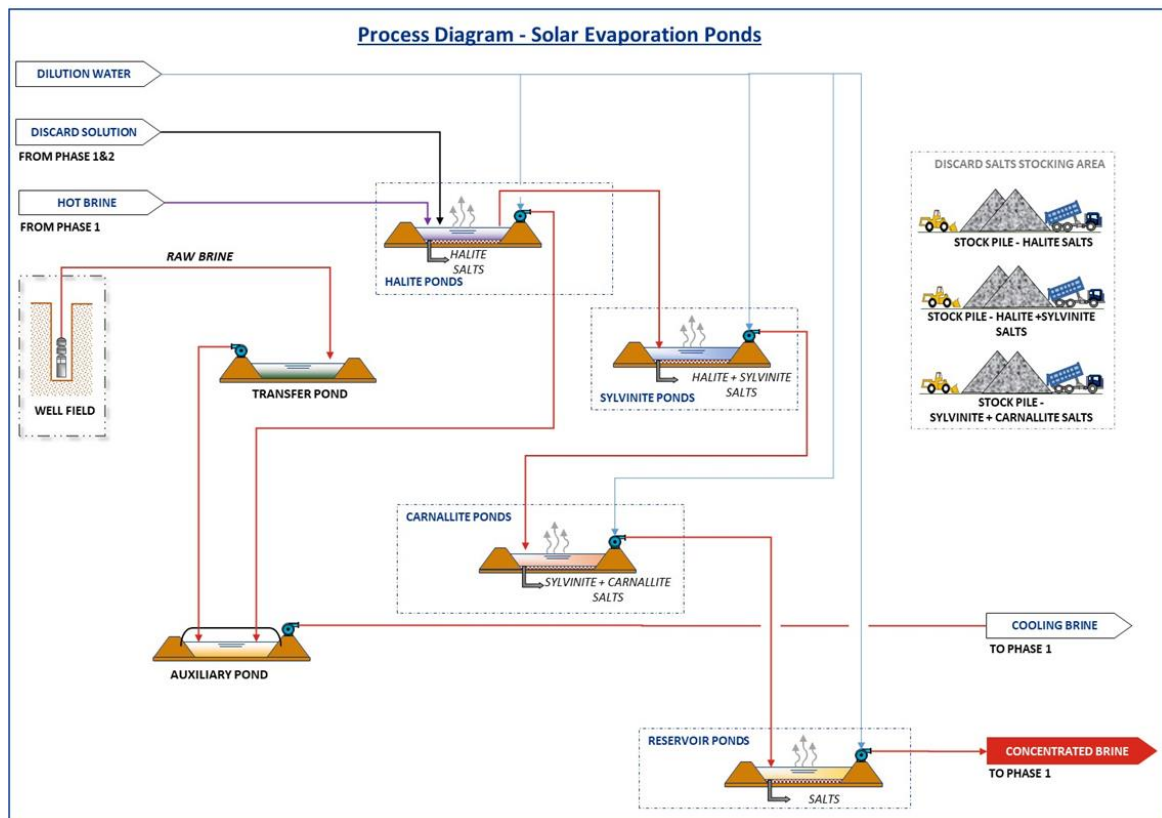 Process Diagram - Solar Evaporation Ponds
DILUTION WATER
DISCARD SOLUTION
FROM PHASE 1&2
HOT BRINE
FROM PHASE 1
RAW BRINE
WELL FIELD
TRANSFER POND
HALITE
SALTS
HALITE PONDS
HALITE + SYLVINITE
SALTS
SYLVINITE PONDS
DISCARD SALTS STOCKING AREA
STOCK PILE - HALITE SALTS
STOCK PILE - HALITE +SYLVINITE
SALTS
STOCK PILE -
SYLVINITE + CARNALLITE SALTS
CARNALLITE PONDS
SYLVINITE + CARNALLITE
SALTS
AUXILIARY POND
COOLING BRINE
TO PHASE 1
RESERVOIR PONDS
SALTS
CONCENTRATED BRINE
TO PHASE 1